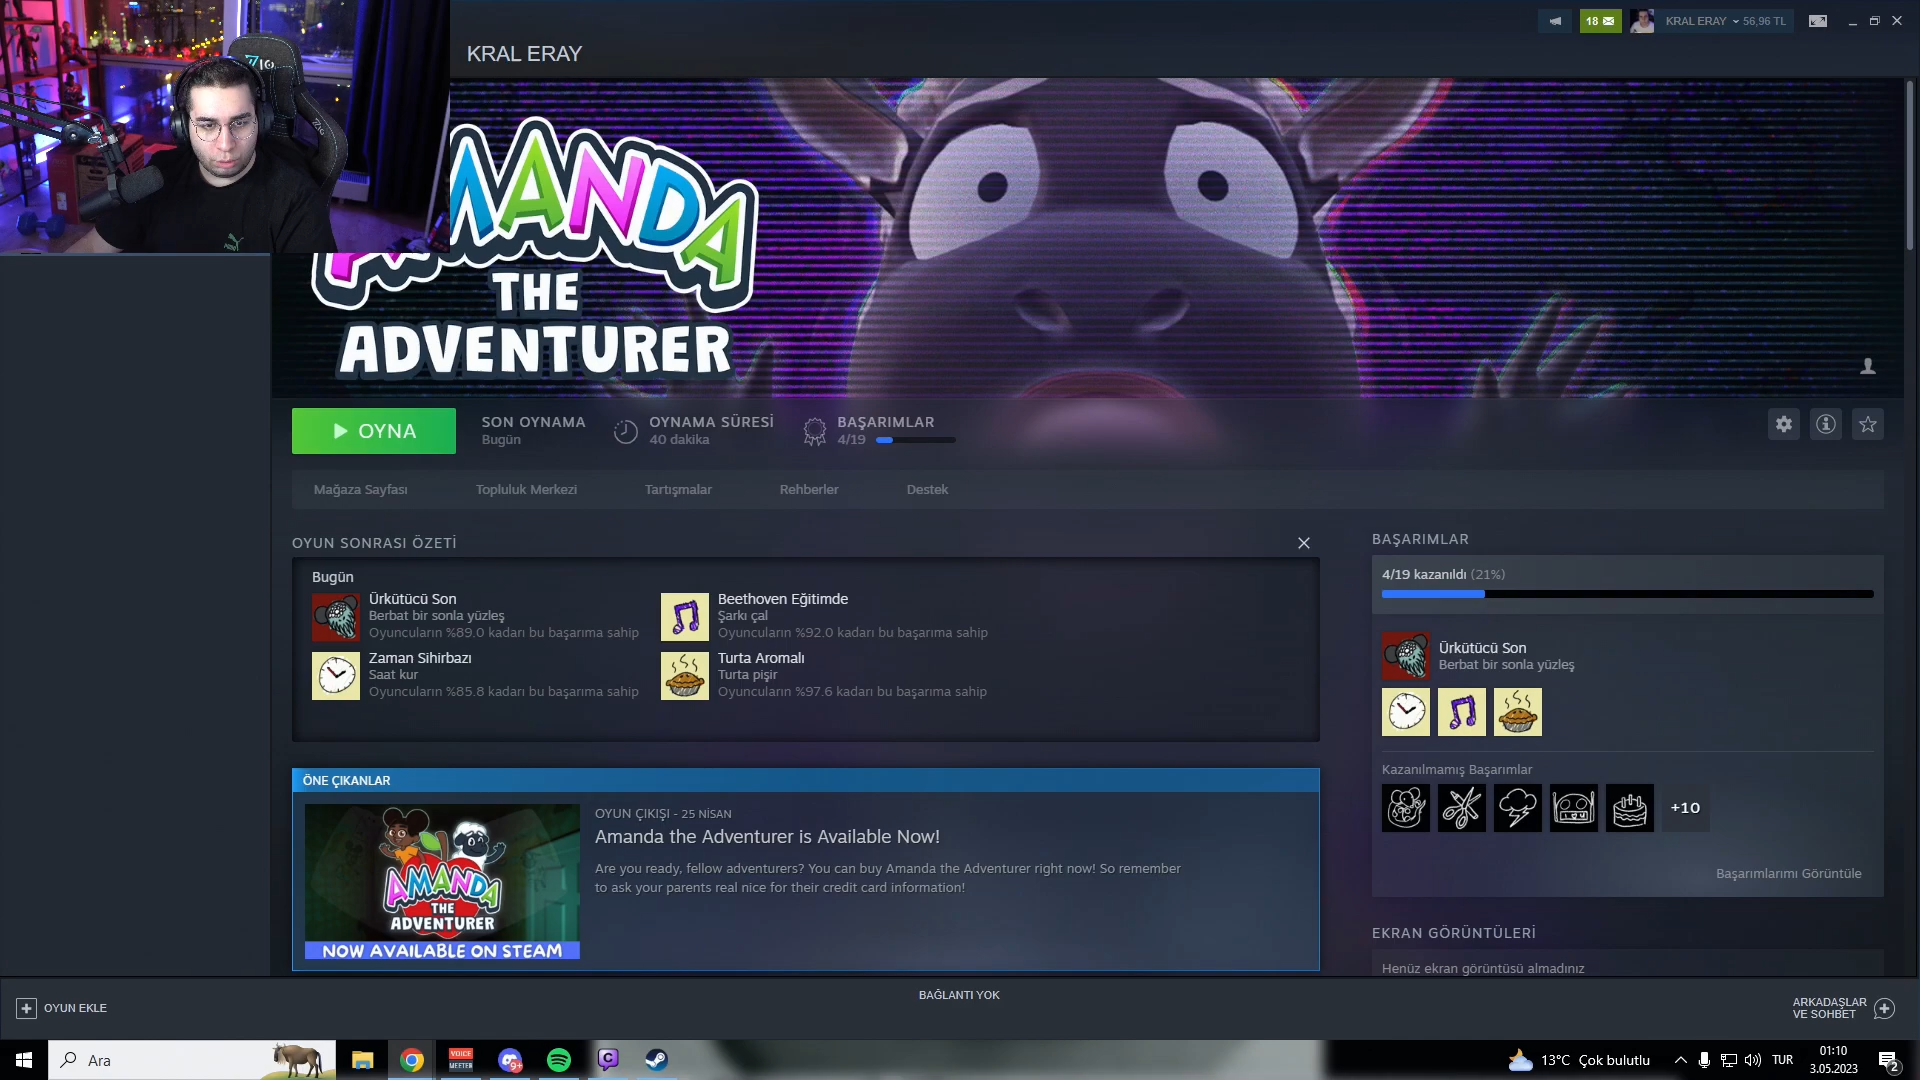 18
KRAL ERAY
56,96 TL
KRAL ERAY
AMANDA
THE
ADVENTURER
OYNA
SON OYNAMA
Bugün
OYNAMA SÜRESİ
40 dakika
BAŞARIMLAR
4/19
Mağaza Sayfası
Topluluk Merkezi
Tartışmalar
Rehberler
Destek
OYUN SONRASI ÖZETİ
Bugün
Ürkütücü Son
Berbat bir sonla yüzleş
Oyuncuların %89.0 kadarı bu başarıma sahip
Beethoven Eğitimde
Şarkı çal
Oyuncuların %92.0 kadarı bu başarıma sahip
Zaman Sihirbazı
Saat kur
Oyuncuların %85.8 kadarı bu başarıma sahip
Turta Aromalı
Turta pişir
Oyuncuların %97.6 kadarı bu başarıma sahip
BAŞARIMLAR
4/19 kazanıldı (21%)
Ürkütücü Son
Berbat bir sonla yüzleş
Kazanılmamış Başarımlar
+10
Başarımlarımı Görüntüle
ÖNE ÇIKANLAR
AMANDA
THE
ADVENTURER
NOW AVAILABLE ON STEAM
OYUN ÇIKIŞI - 25 NİSAN
Amanda the Adventurer is Available Now!
Are you ready, fellow adventurers? You can buy Amanda the Adventurer right now! So remember
to ask your parents real nice for their credit card information!
EKRAN GÖRÜNTÜLERİ
Henüz ekran görüntüsü almadınız
OYUN EKLE
BAĞLANTI YOK
ARKADAŞLAR
VE SOHBET
Ara
VOICE
MEETER
9+
13°C Çok bulutlu
TUR
01:10
3.05.2023
2